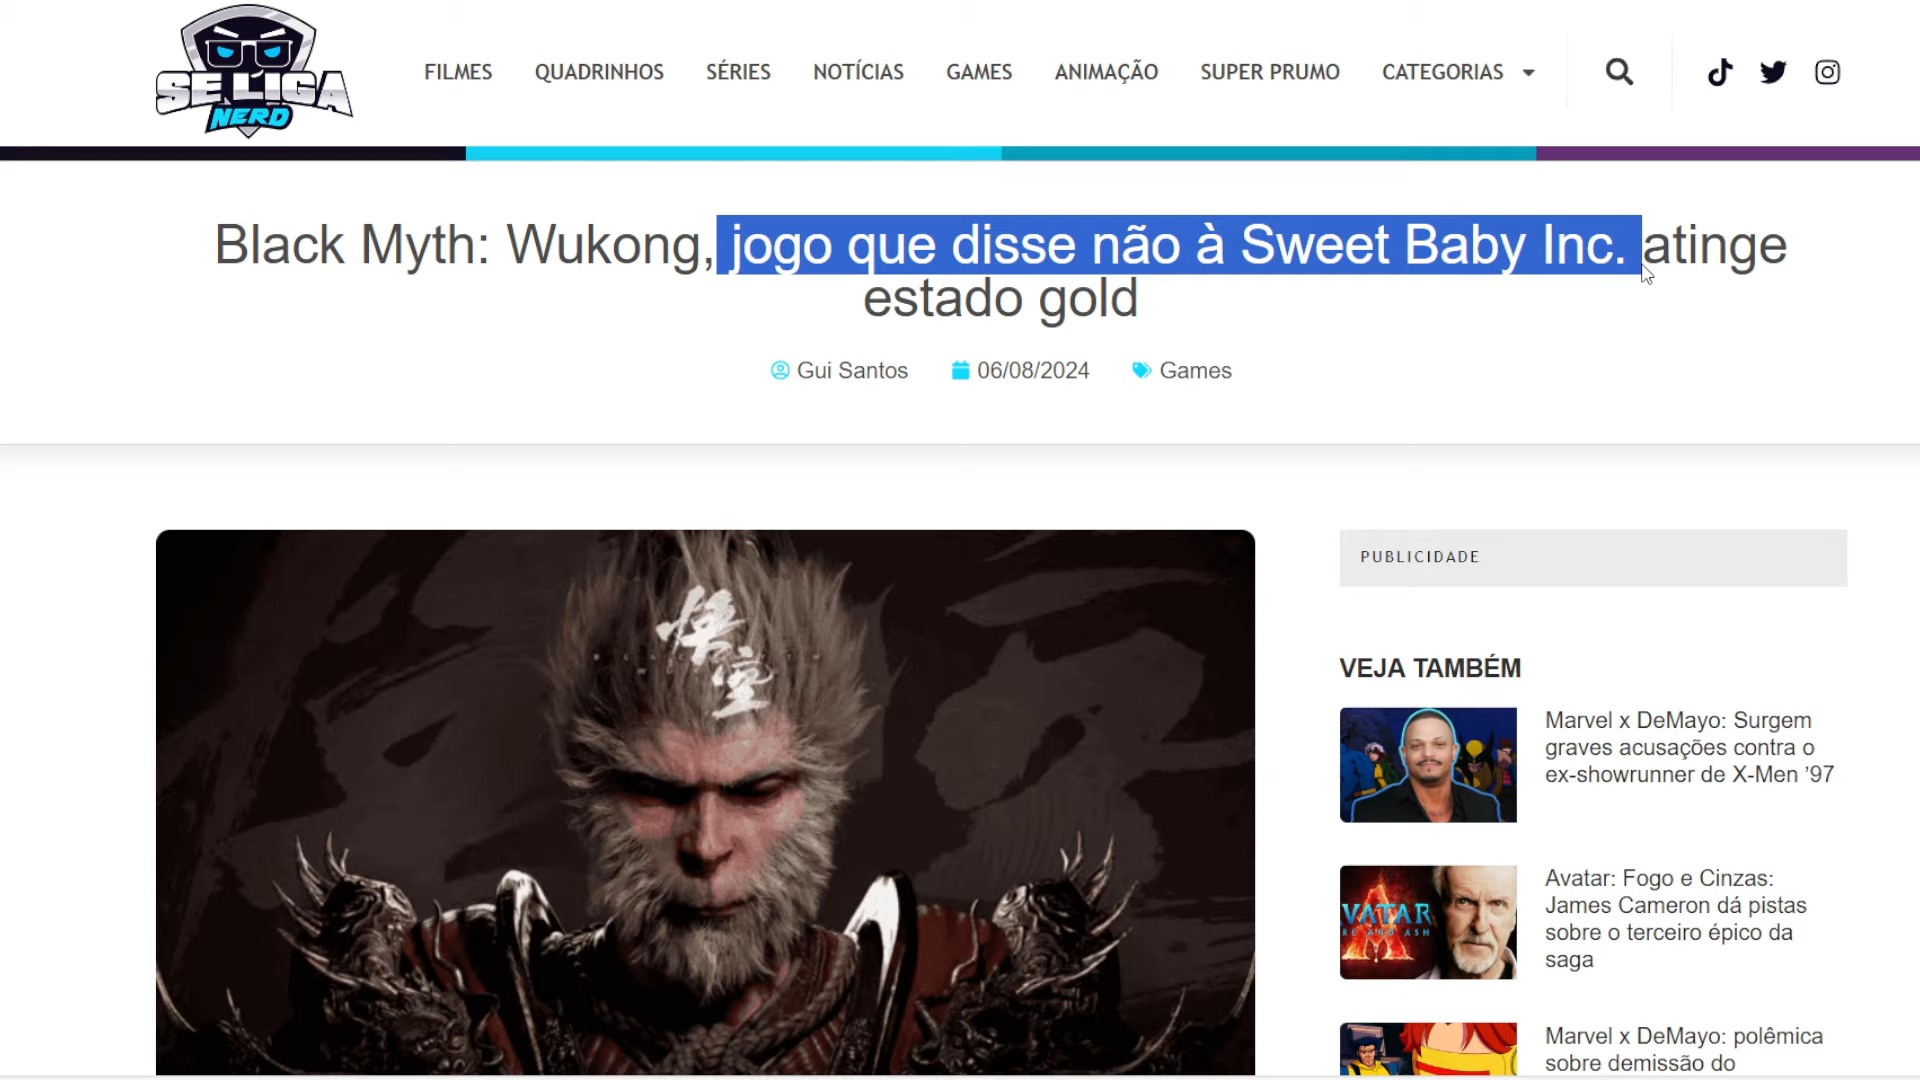 SE LIGA
NERD
FILMES
QUADRINHOS
SÉRIES
NOTÍCIAS
GAMES
ANIMAÇÃO
SUPER PRUMO
CATEGORIAS
Black Myth: Wukong, jogo que disse não à Sweet Baby Inc. atinge
estado gold
Gui Santos
06/08/2024
Games
悟
空
PUBLICIDADE
VEJA TAMBÉM
Marvel x DeMayo: Surgem
graves acusações contra o
ex-showrunner de X-Men ’97
VATAR
Avatar: Fogo e Cinzas:
James Cameron dá pistas
sobre o terceiro épico da
saga
Marvel x DeMayo: polêmica
sobre demissão do